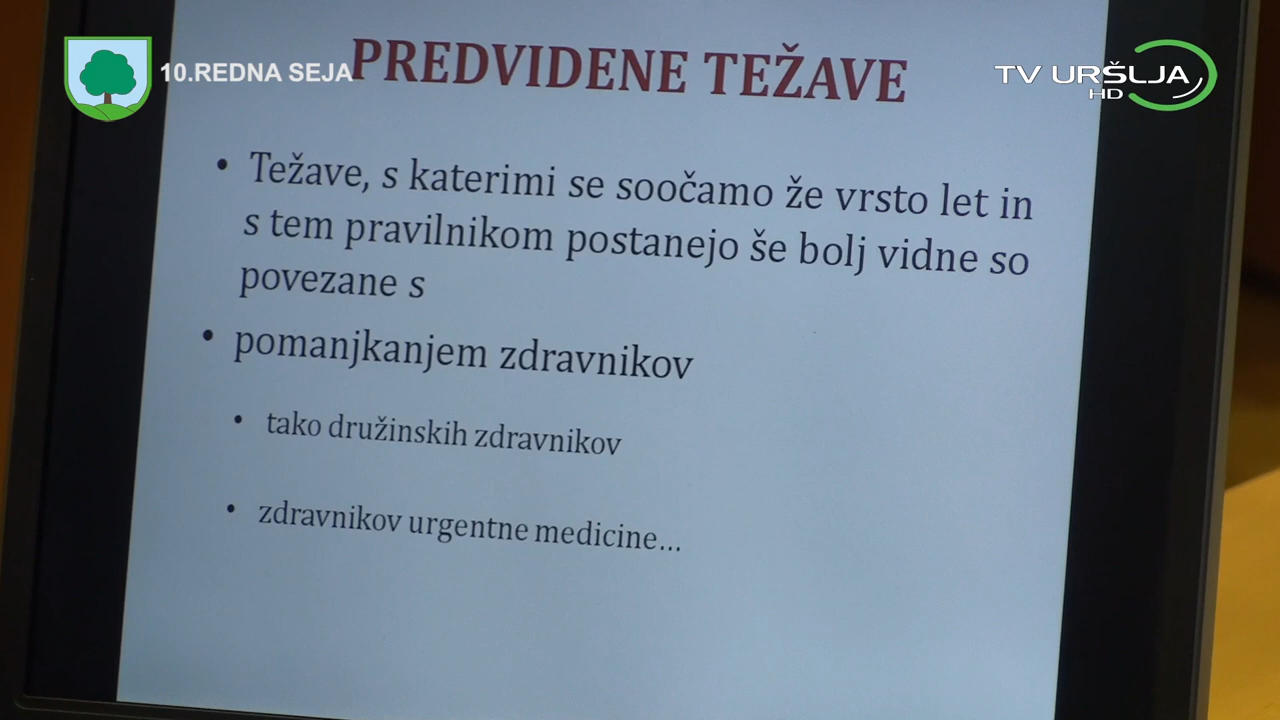 10.REDNA SEJA
TV URŠLJA
HD
PREDVIDENE TEŽAVE
• Težave, s katerimi se soočamo že vrsto let in
s tem pravilnikom postanejo še bolj vidne so
povezane s
• pomanjkanjem zdravnikov
• tako družinskih zdravnikov
• zdravnikov urgentne medicine...